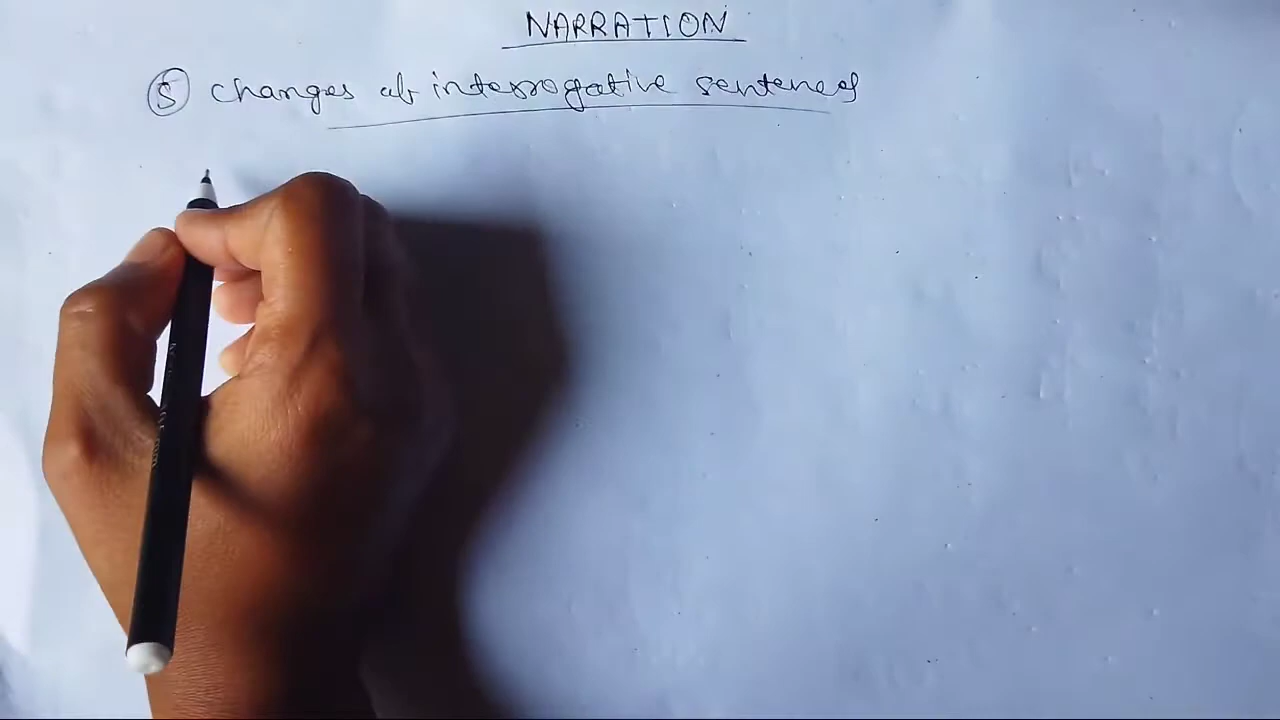 NARRATION
(5) Changes of interrogative sentences